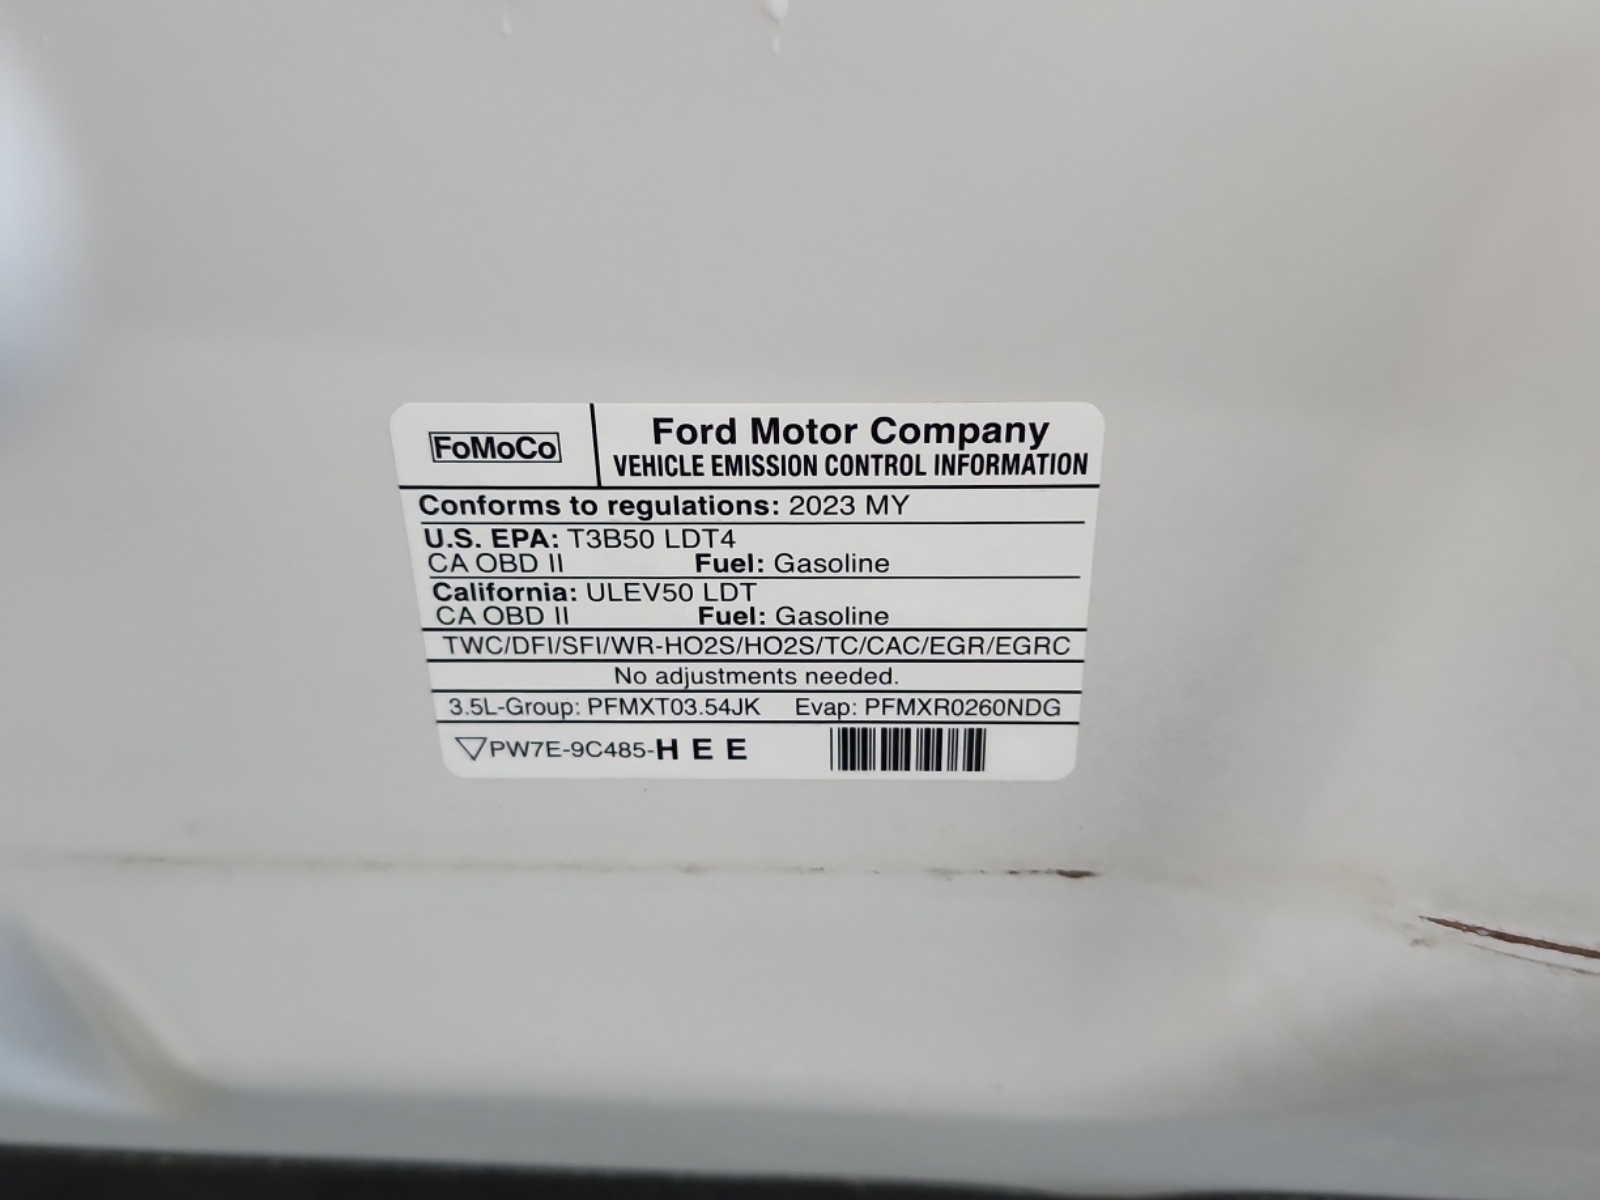 FoMoCo
Ford Motor Company
VEHICLE EMISSION CONTROL INFORMATION
Conforms to regulations: 2023 MY
U.S. EPA: T3B50 LDT4
CA OBD II Fuel: Gasoline
California: ULEV50 LDT
CA OBD II Fuel: Gasoline
TWC/DFI/SFI/WR-HO2S/HO2S/TC/CAC/EGR/EGRC
No adjustments needed.
3.5L-Group: PFMXT03.54JK Evap: PFMXR0260NDG
PW7E-9C485-H E E